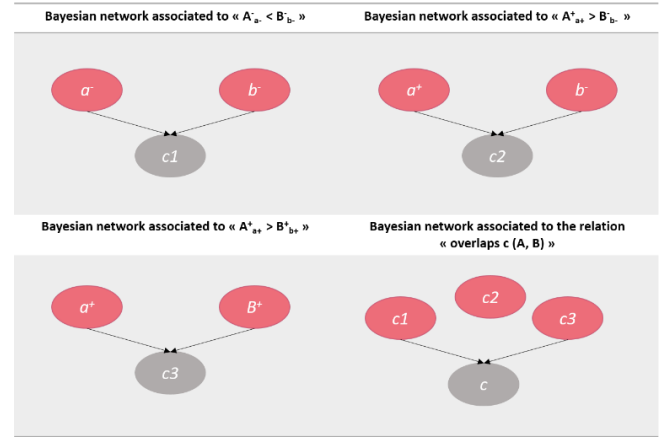 Bayesian network associated to « A⁻ₐ₋ < B⁻b₋ »
Bayesian network associated to « A⁺ₐ₊ > B⁻b₋ »
a⁻
b⁻
c1
a⁺
b⁻
c2
Bayesian network associated to « A⁺ₐ₊ > B⁺b₊ »
Bayesian network associated to the relation
« overlaps c (A, B) »
a⁺
B⁺
c3
c1
c2
c3
c